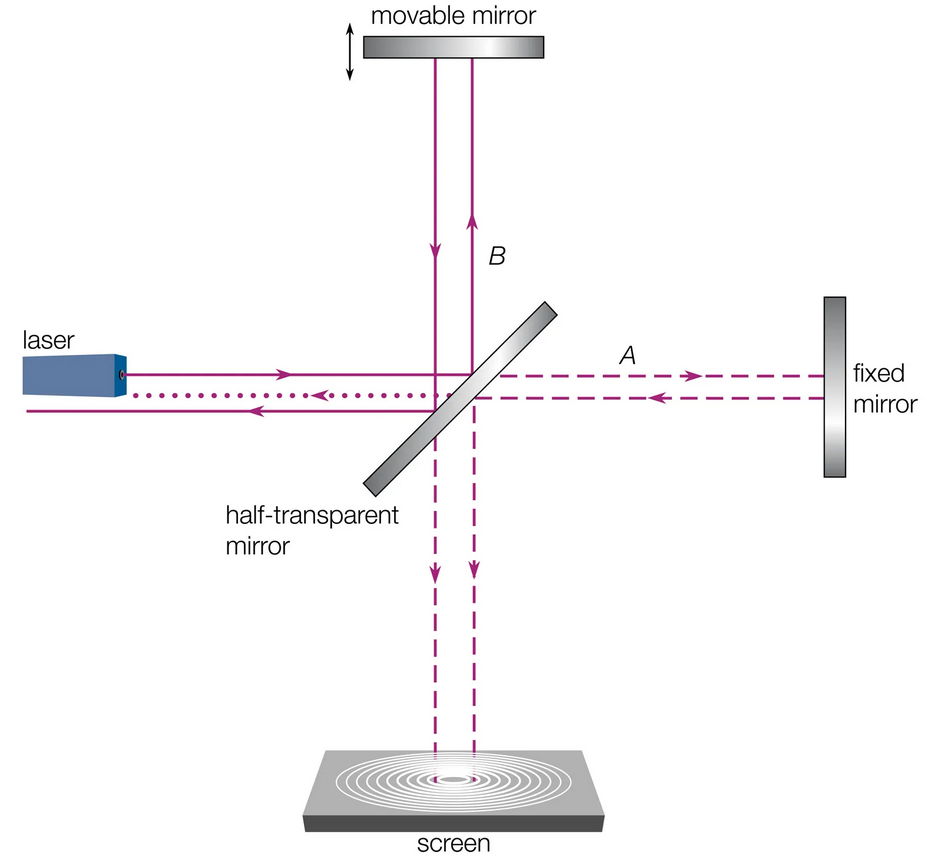 movable mirror
B
laser
A
fixed
mirror
half-transparent
mirror
screen